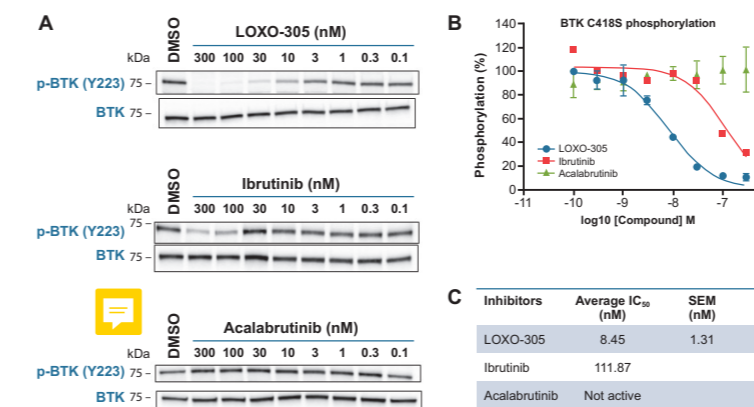 A
DMSO
LOXO-305 (nM)
kDa 300 100 30 10 3 1 0.3 0.1
p-BTK (Y223) 75 –
BTK 75 –
DMSO
Ibrutinib (nM)
kDa 300 100 30 10 3 1 0.3 0.1
p-BTK (Y223) 75 –
BTK 75 –
DMSO
Acalabrutinib (nM)
kDa 300 100 30 10 3 1 0.3 0.1
p-BTK (Y223) 75 –
BTK 75 –
B
BTK C418S phosphorylation
Phosphorylation (%)
140
120
100
80
60
40
20
0
LOXO-305
Ibrutinib
Acalabrutinib
-11 -10 -9 -8 -7
log10 [Compound] M
C
Inhibitors Average IC₅₀ (nM) SEM (nM)
LOXO-305 8.45 1.31
Ibrutinib 111.87
Acalabrutinib Not active